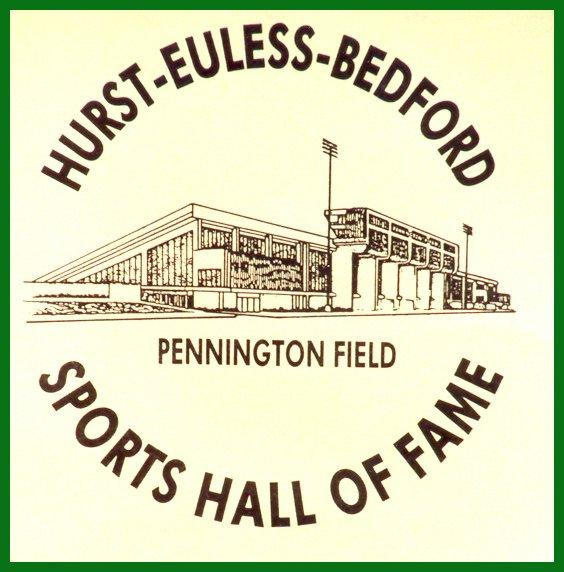 HURST-EULESS-BEDFORD
PENNINGTON FIELD
SPORTS HALL OF FAME